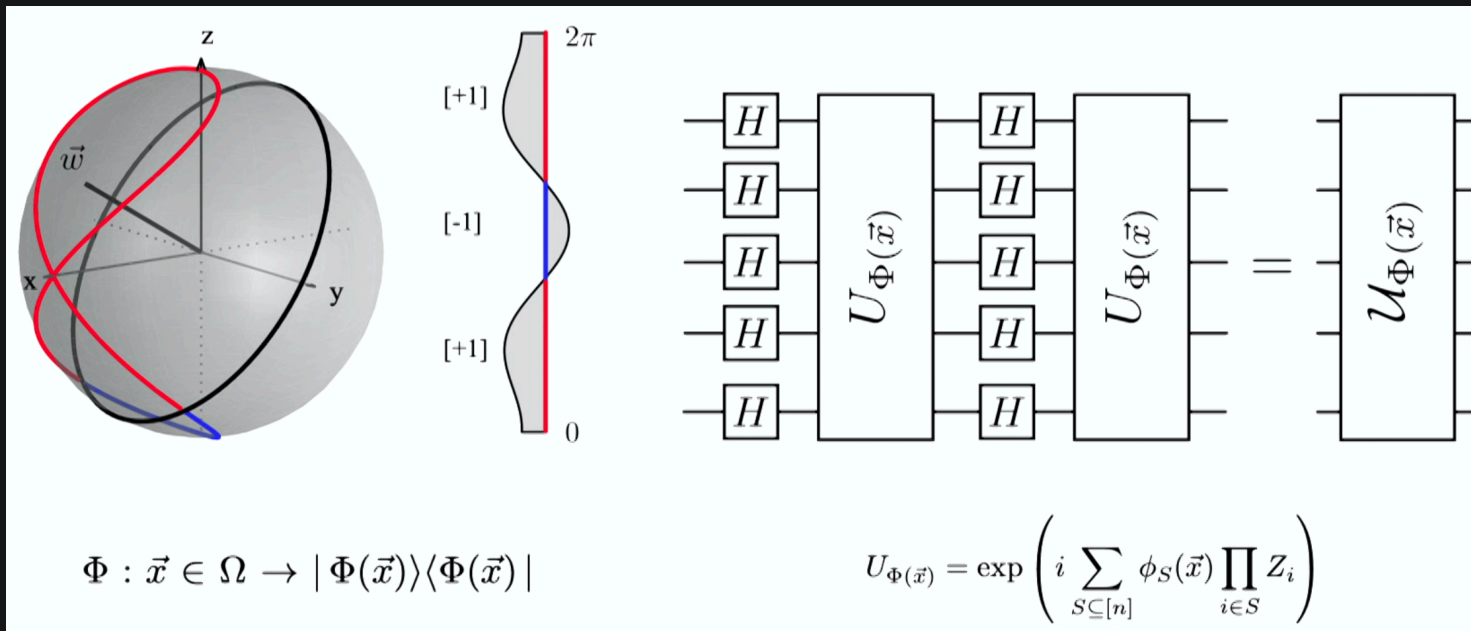 z
w⃗
x
y
2π
[+1]
[-1]
[+1]
0
H H
H H
H H
H H
H H
U_Φ(x⃗) U_Φ(x⃗) = 𝒰_Φ(x⃗)
Φ : x⃗ ∈ Ω → | Φ(x⃗)⟩⟨Φ(x⃗) |
U_Φ(x⃗) = exp ( i ∑_{S⊆[n]} ϕ_S(x⃗) ∏_{i∈S} Z_i )